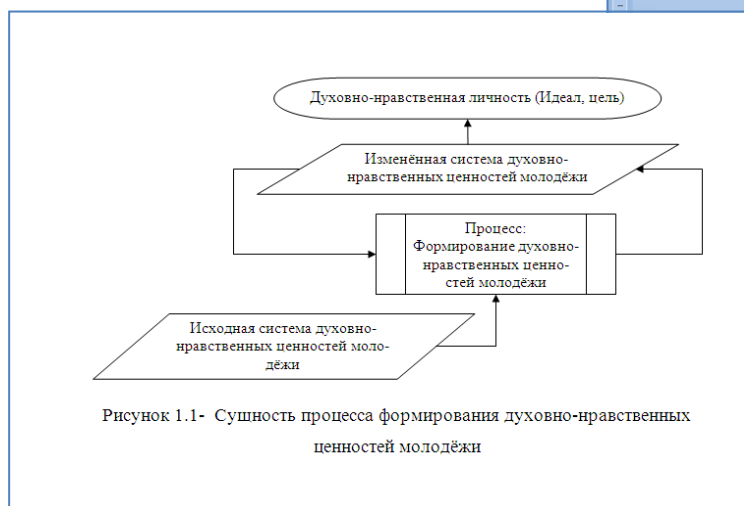 Духовно-нравственная личность (Идеал, цель)
Изменённая система духовно-
нравственных ценностей молодёжи
Процесс:
Формирование духовно-
нравственных ценно-
стей молодёжи
Исходная система духовно-
нравственных ценностей моло-
дёжи
Рисунок 1.1- Сущность процесса формирования духовно-нравственных
ценностей молодёжи